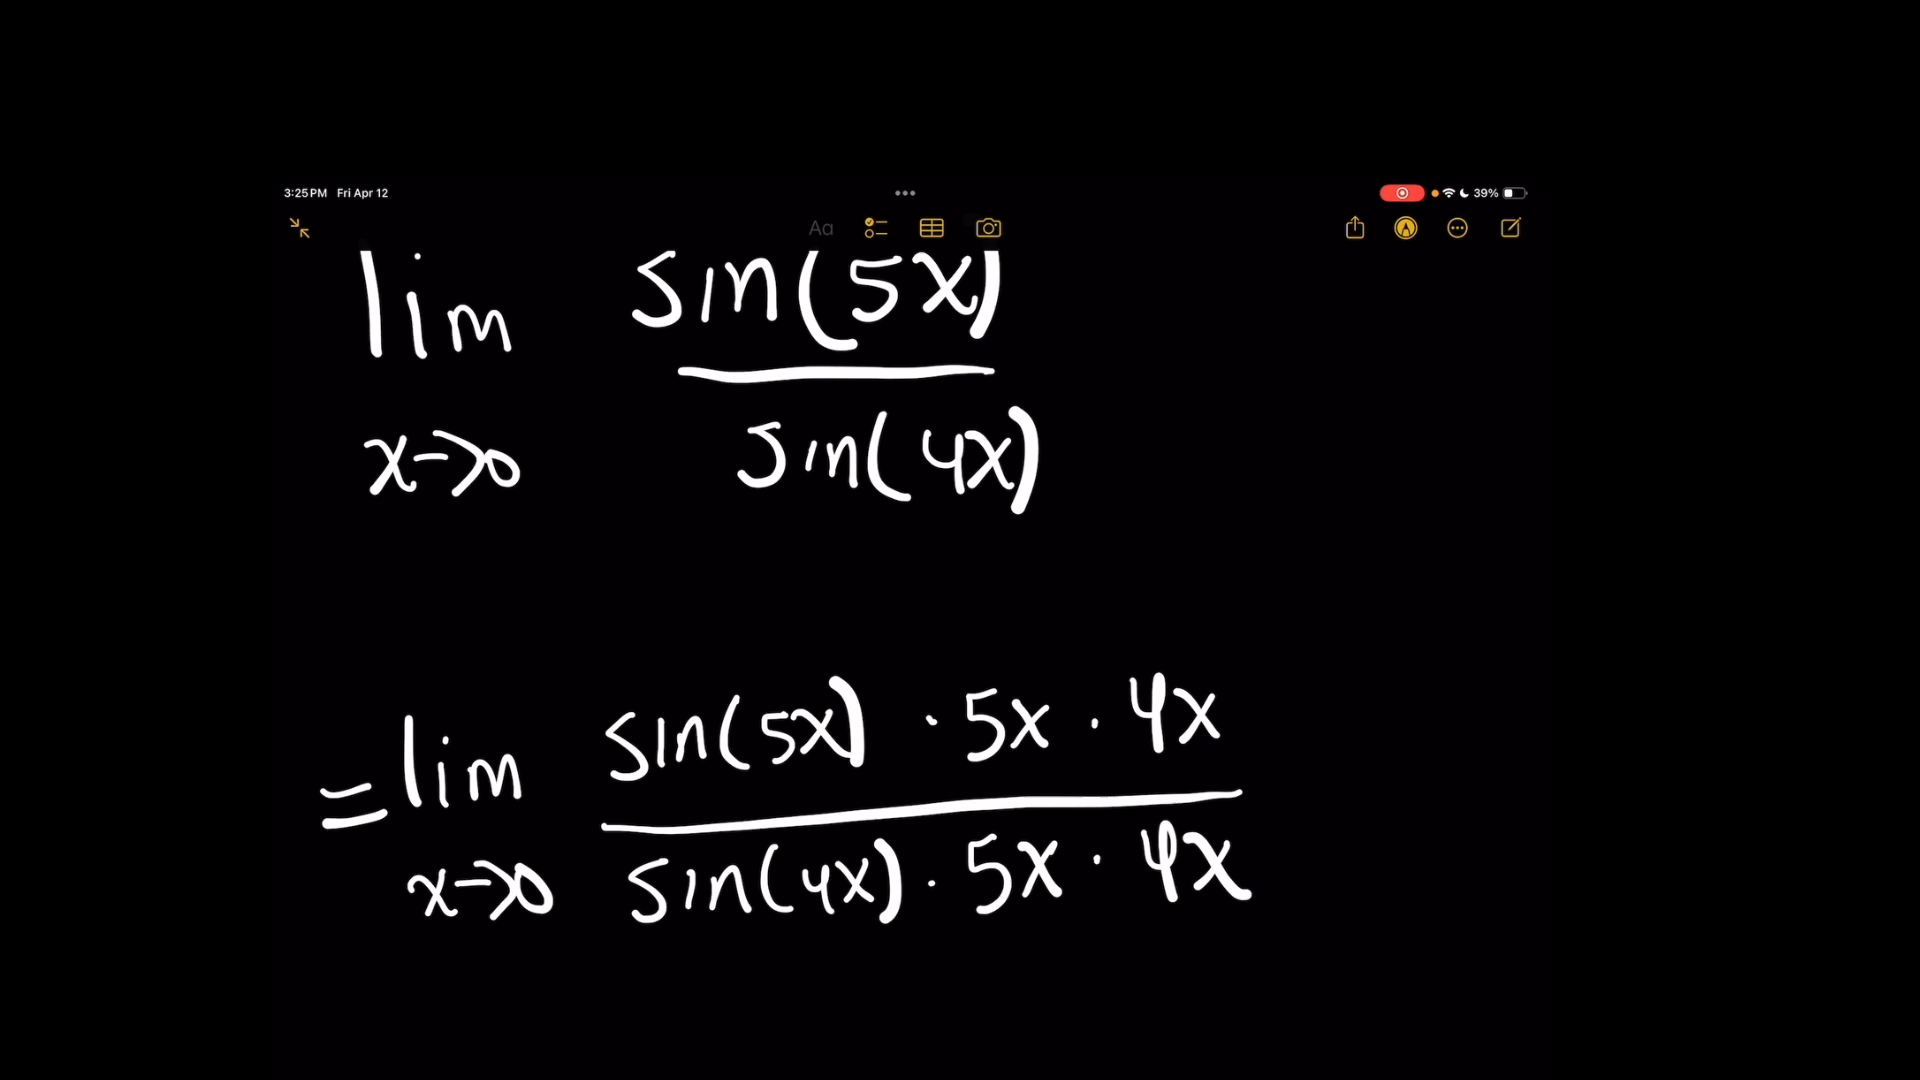 3:25 PM Fri Apr 12 39%
Aa
lim sin(5x)
x→0 sin(4x)
= lim sin(5x) · 5x · 4x
x→0 sin(4x) · 5x · 4x